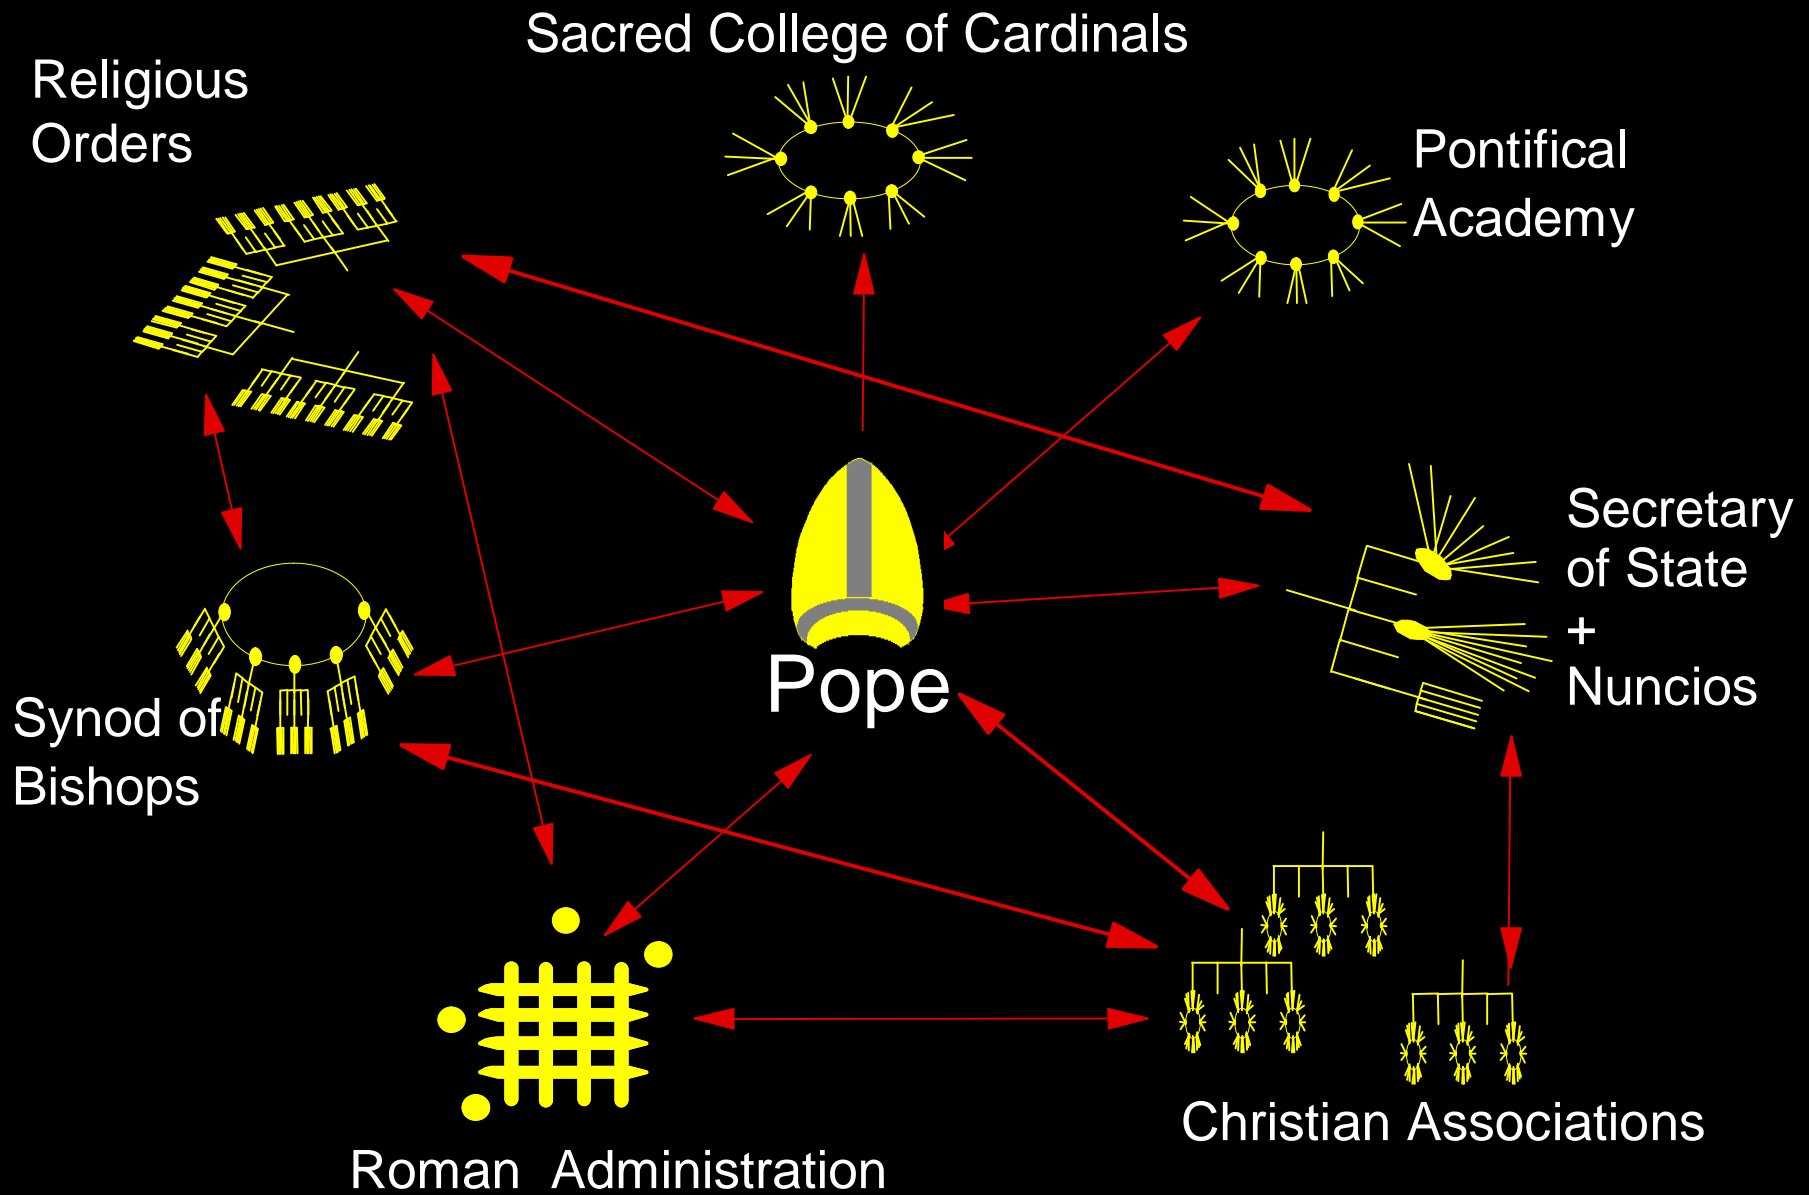 Sacred College of Cardinals
Religious
Orders
Pontifical
Academy
Secretary
of State
+
Nuncios
Pope
Synod of
Bishops
Christian Associations
Roman Administration